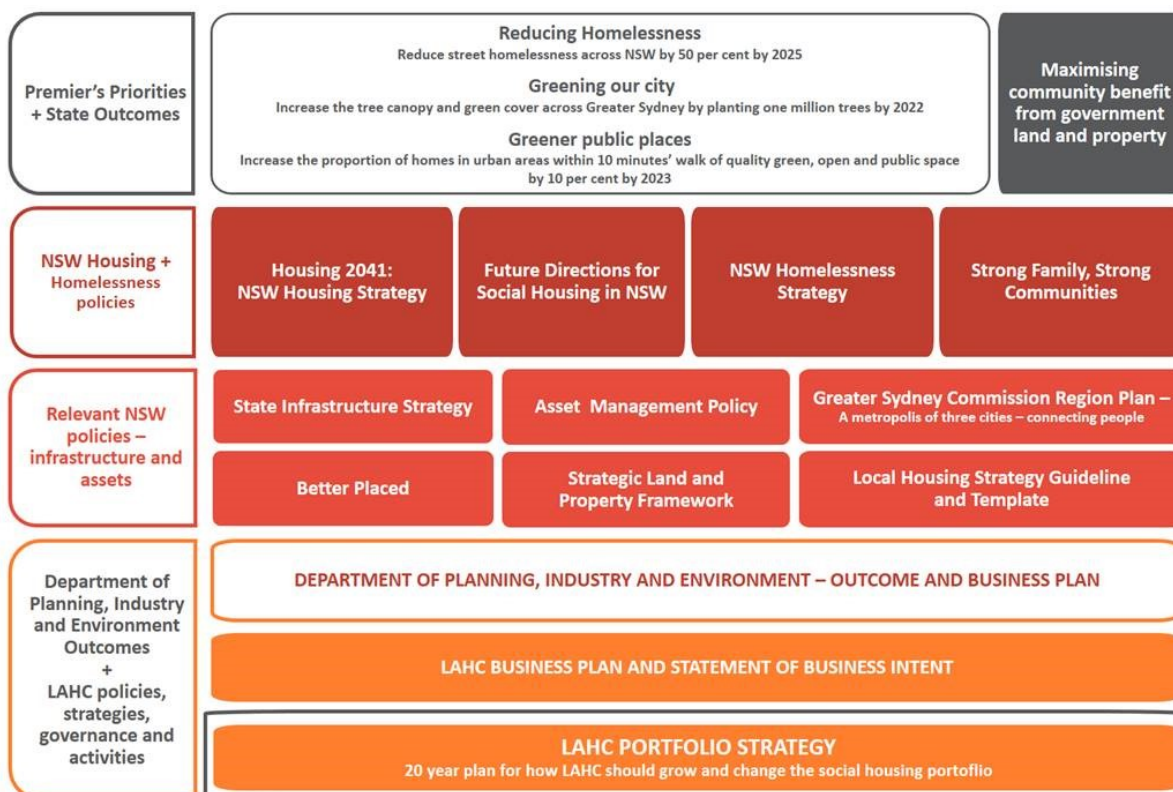 Premier's Priorities
+ State Outcomes
Reducing Homelessness
Reduce street homelessness across NSW by 50 per cent by 2025
Greening our city
Increase the tree canopy and green cover across Greater Sydney by planting one million trees by 2022
Greener public places
Increase the proportion of homes in urban areas within 10 minutes' walk of quality green, open and public space
by 10 per cent by 2023
Maximising
community benefit
from government
land and property
NSW Housing +
Homelessness
policies
Housing 2041:
NSW Housing Strategy
Future Directions for
Social Housing in NSW
NSW Homelessness
Strategy
Strong Family, Strong
Communities
Relevant NSW
policies –
infrastructure and
assets
State Infrastructure Strategy
Asset Management Policy
Greater Sydney Commission Region Plan –
A metropolis of three cities – connecting people
Better Placed
Strategic Land and
Property Framework
Local Housing Strategy Guideline
and Template
Department of
Planning, Industry
and Environment
Outcomes
+
LAHC policies,
strategies,
governance and
activities
DEPARTMENT OF PLANNING, INDUSTRY AND ENVIRONMENT – OUTCOME AND BUSINESS PLAN
LAHC BUSINESS PLAN AND STATEMENT OF BUSINESS INTENT
LAHC PORTFOLIO STRATEGY
20 year plan for how LAHC should grow and change the social housing portoflio